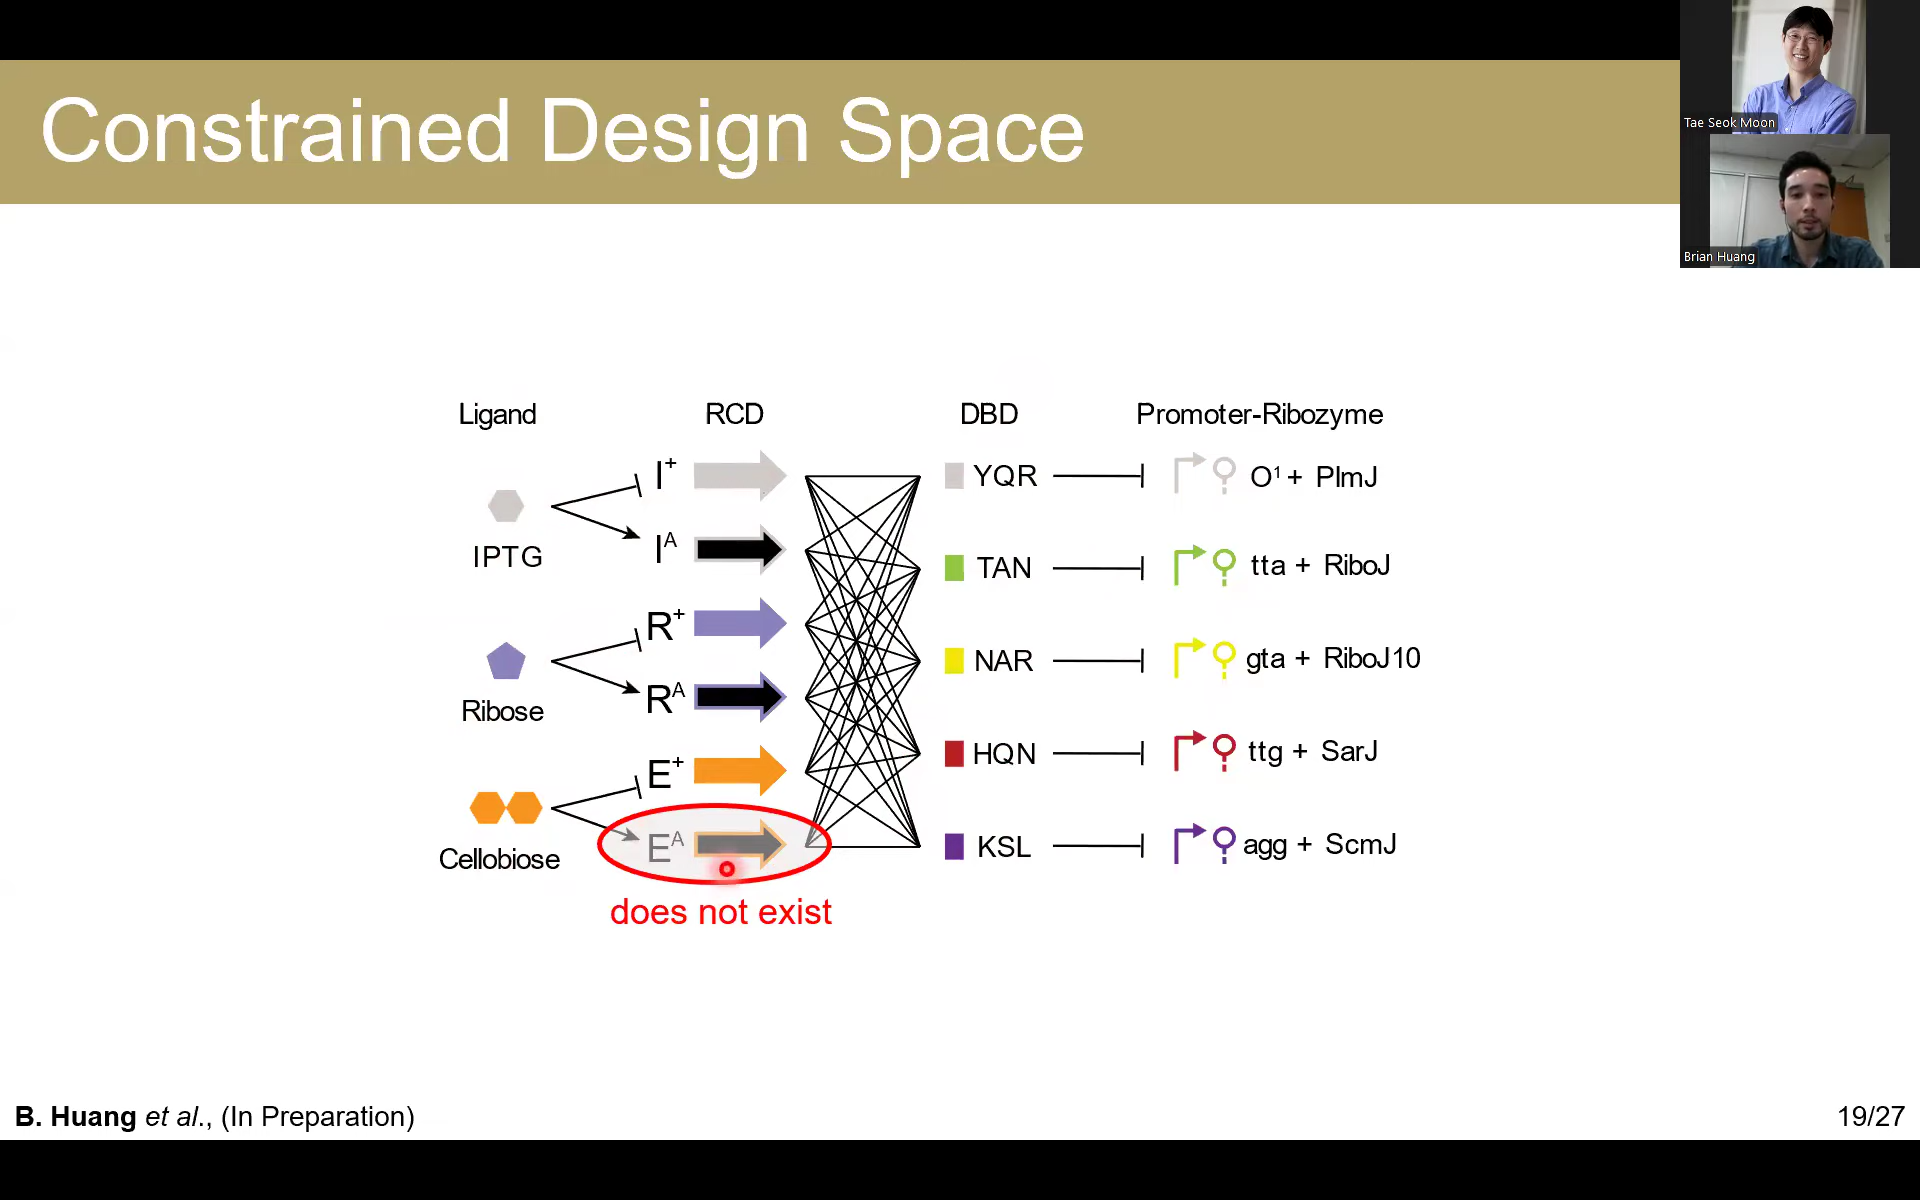 Constrained Design Space
Tae Seok Moon
Brian Huang
Ligand RCD DBD Promoter-Ribozyme
I+ YQR O1 + PlmJ
IPTG
IA TAN tta + RiboJ
R+ NAR gta + RiboJ10
Ribose
RA HQN ttg + SarJ
E+
Cellobiose
EA KSL agg + ScmJ
does not exist
B. Huang et al., (In Preparation)
19/27